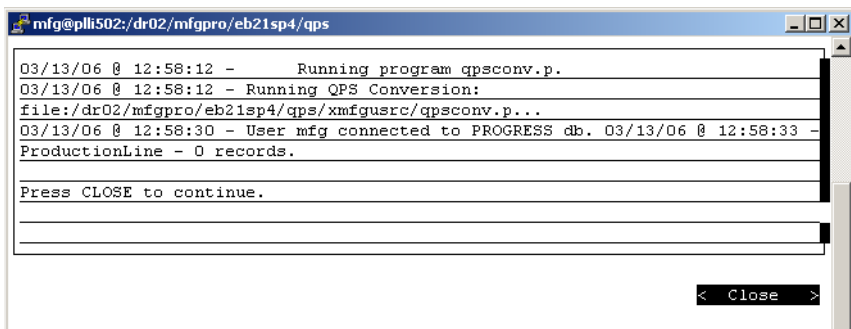 mfg@plli502:/dr02/mfgpro/eb21sp4/qps
03/13/06 @ 12:58:12 - Running program qpsconv.p.
03/13/06 @ 12:58:12 - Running QPS Conversion:
file:/dr02/mfgpro/eb21sp4/qps/xmfgusrc/qpsconv.p...
03/13/06 @ 12:58:30 - User mfg connected to PROGRESS db. 03/13/06 @ 12:58:33 -
ProductionLine - 0 records.
Press CLOSE to continue.
< Close >